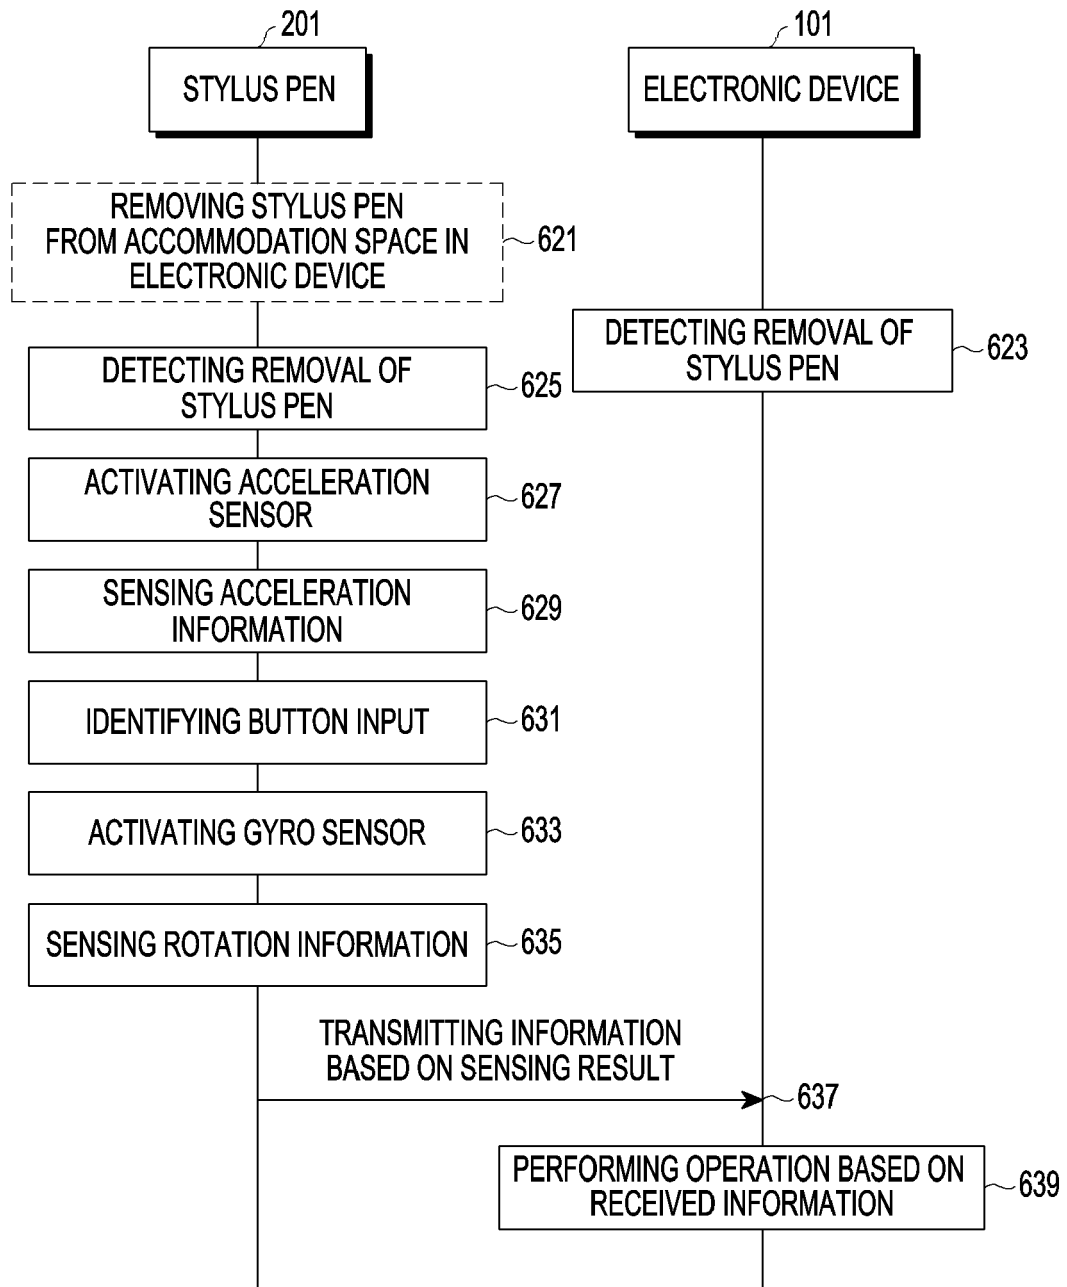 201
101
STYLUS PEN
ELECTRONIC DEVICE
REMOVING STYLUS PEN
FROM ACCOMMODATION SPACE IN
ELECTRONIC DEVICE
621
DETECTING REMOVAL OF
STYLUS PEN
623
DETECTING REMOVAL OF
STYLUS PEN
625
ACTIVATING ACCELERATION
SENSOR
627
SENSING ACCELERATION
INFORMATION
629
IDENTIFYING BUTTON INPUT
631
ACTIVATING GYRO SENSOR
633
SENSING ROTATION INFORMATION
635
TRANSMITTING INFORMATION
BASED ON SENSING RESULT
637
PERFORMING OPERATION BASED ON
RECEIVED INFORMATION
639